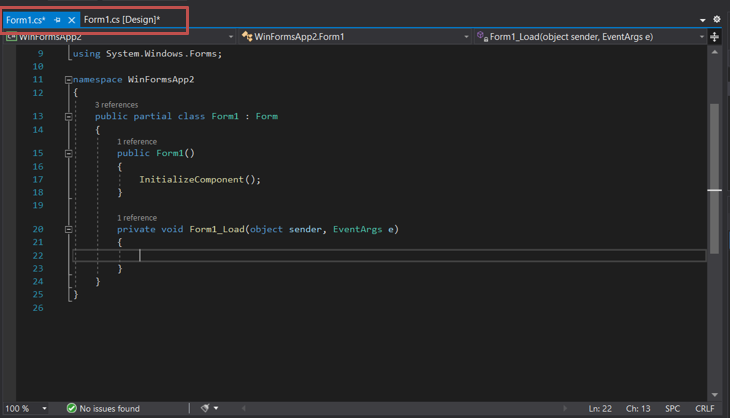 Form1.cs* Form1.cs [Design]*
WinFormsApp2 WinFormsApp2.Form1 Form1_Load(object sender, EventArgs e)
9 using System.Windows.Forms;
10
11 namespace WinFormsApp2
12 {
3 references
13 public partial class Form1 : Form
14 {
1 reference
15 public Form1()
16 {
17 InitializeComponent();
18 }
19
1 reference
20 private void Form1_Load(object sender, EventArgs e)
21 {
22
23 }
24 }
25 }
26
100 % No issues found Ln: 22 Ch: 13 SPC CRLF